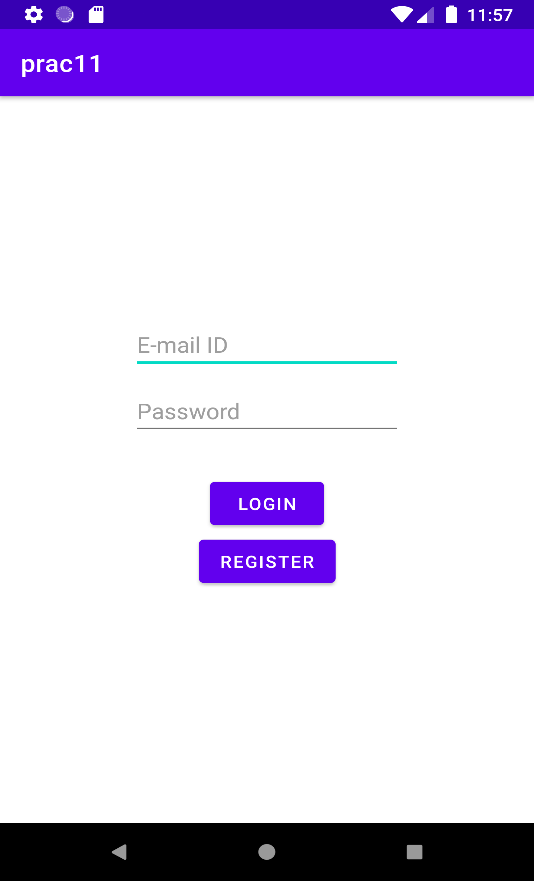 11:57
prac11
E-mail ID
Password
LOGIN
REGISTER